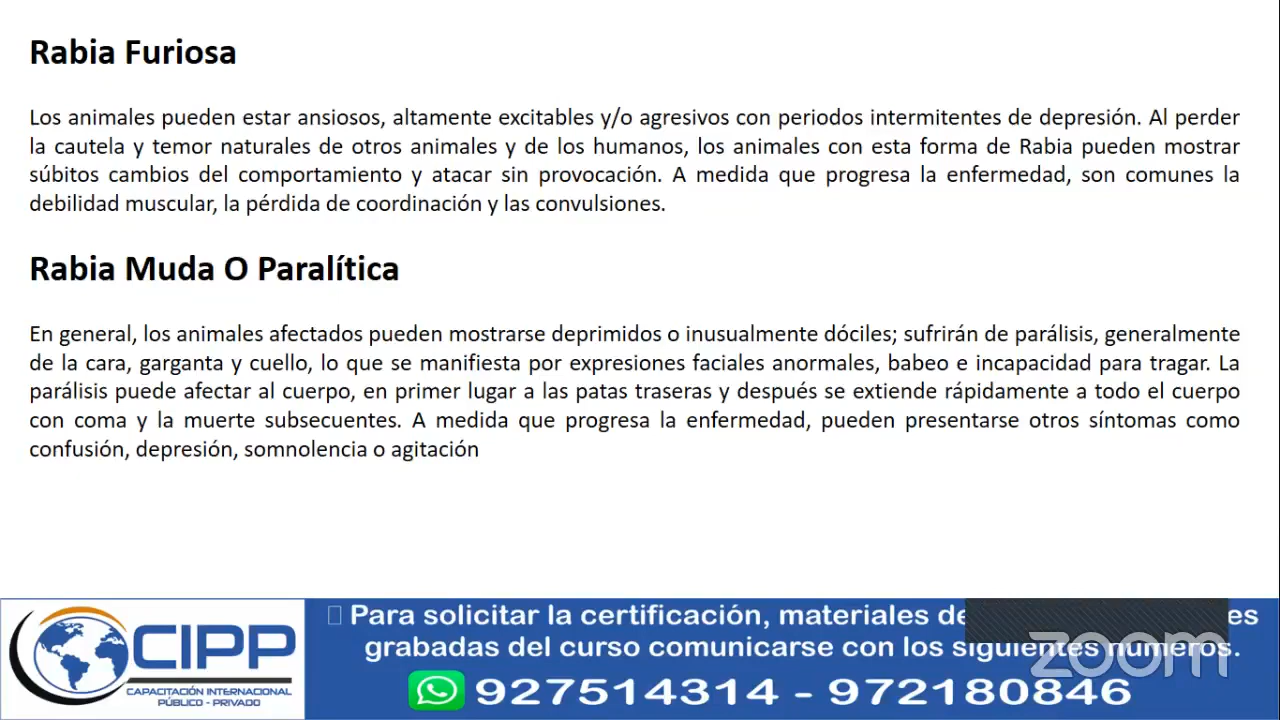 Rabia Furiosa
Los animales pueden estar ansiosos, altamente excitables y/o agresivos con periodos intermitentes de depresión. Al perder
la cautela y temor naturales de otros animales y de los humanos, los animales con esta forma de Rabia pueden mostrar
súbitos cambios del comportamiento y atacar sin provocación. A medida que progresa la enfermedad, son comunes la
debilidad muscular, la pérdida de coordinación y las convulsiones.
Rabia Muda O Paralítica
En general, los animales afectados pueden mostrarse deprimidos o inusualmente dóciles; sufrirán de parálisis, generalmente
de la cara, garganta y cuello, lo que se manifiesta por expresiones faciales anormales, babeo e incapacidad para tragar. La
parálisis puede afectar al cuerpo, en primer lugar a las patas traseras y después se extiende rápidamente a todo el cuerpo
con coma y la muerte subsecuentes. A medida que progresa la enfermedad, pueden presentarse otros síntomas como
confusión, depresión, somnolencia o agitación
CIPP
CAPACITACIÓN INTERNACIONAL
PÚBLICO - PRIVADO
Para solicitar la certificación, materiales
grabadas del curso comunicarse con los siguientes números.
zoom
927514314 - 972180846